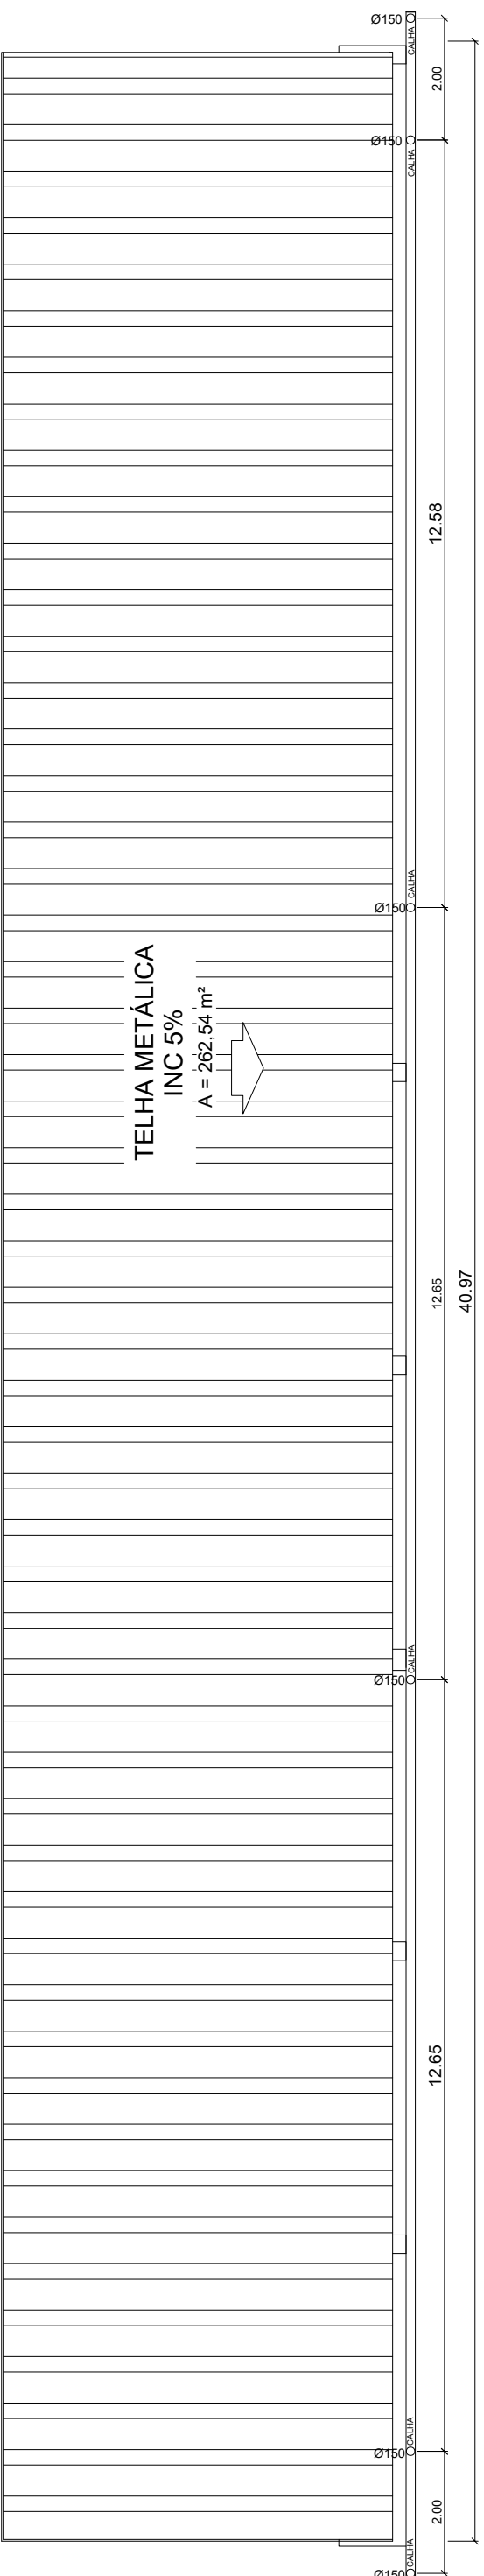 Ø150
CALHA
2.00
Ø150
CALHA
12.58
CALHA
Ø150
TELHA METÁLICA
INC 5%
A = 262,54 m²
12.65
40.97
CALHA
Ø150
12.65
CALHA
Ø150
2.00
CALHA
Ø150